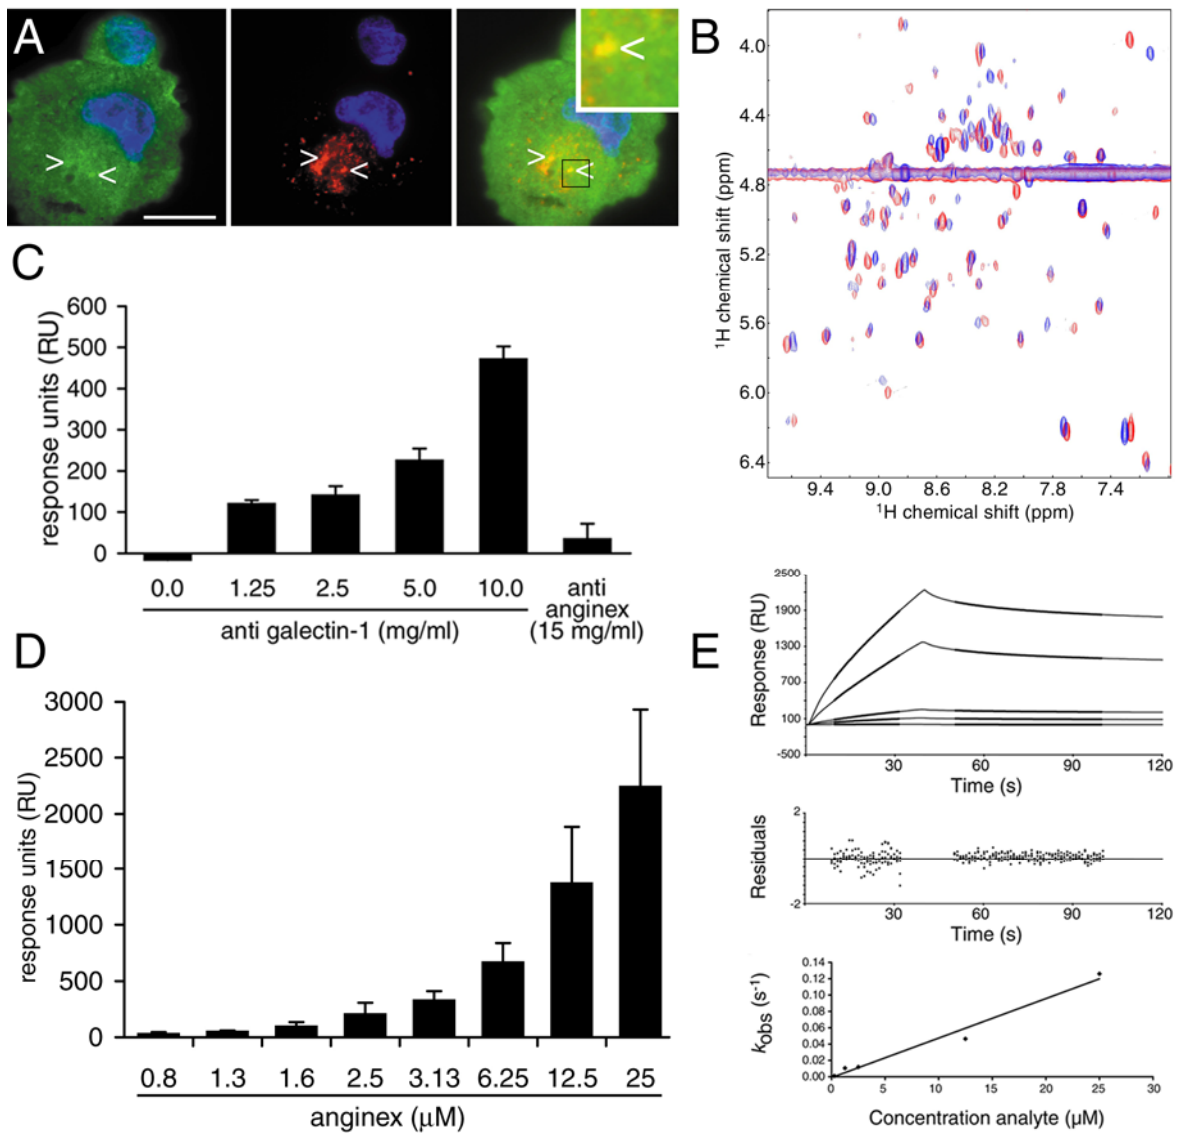 A
B
4.0
4.4
4.8
5.2
5.6
6.0
6.4
¹H chemical shift (ppm)
9.4 9.0 8.6 8.2 7.8 7.4
¹H chemical shift (ppm)
C
600
500
400
300
200
100
0
response units (RU)
0.0 1.25 2.5 5.0 10.0 anti
anginex
anti galectin-1 (mg/ml) (15 mg/ml)
D
3000
2500
2000
1500
1000
500
0
response units (RU)
0.8 1.3 1.6 2.5 3.13 6.25 12.5 25
anginex (µM)
E
2500
1900
1300
700
100
-500
Response (RU)
30 60 90 120
Time (s)
2
-2
Residuals
30 60 90 120
Time (s)
0.14
0.12
0.10
0.08
0.06
0.04
0.02
0.00
kobs (s⁻¹)
0 5 10 15 20 25 30
Concentration analyte (µM)